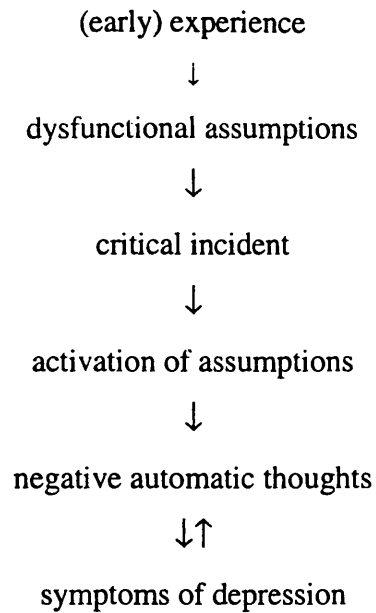 (early) experience
↓
dysfunctional assumptions
↓
critical incident
↓
activation of assumptions
↓
negative automatic thoughts
↓↑
symptoms of depression